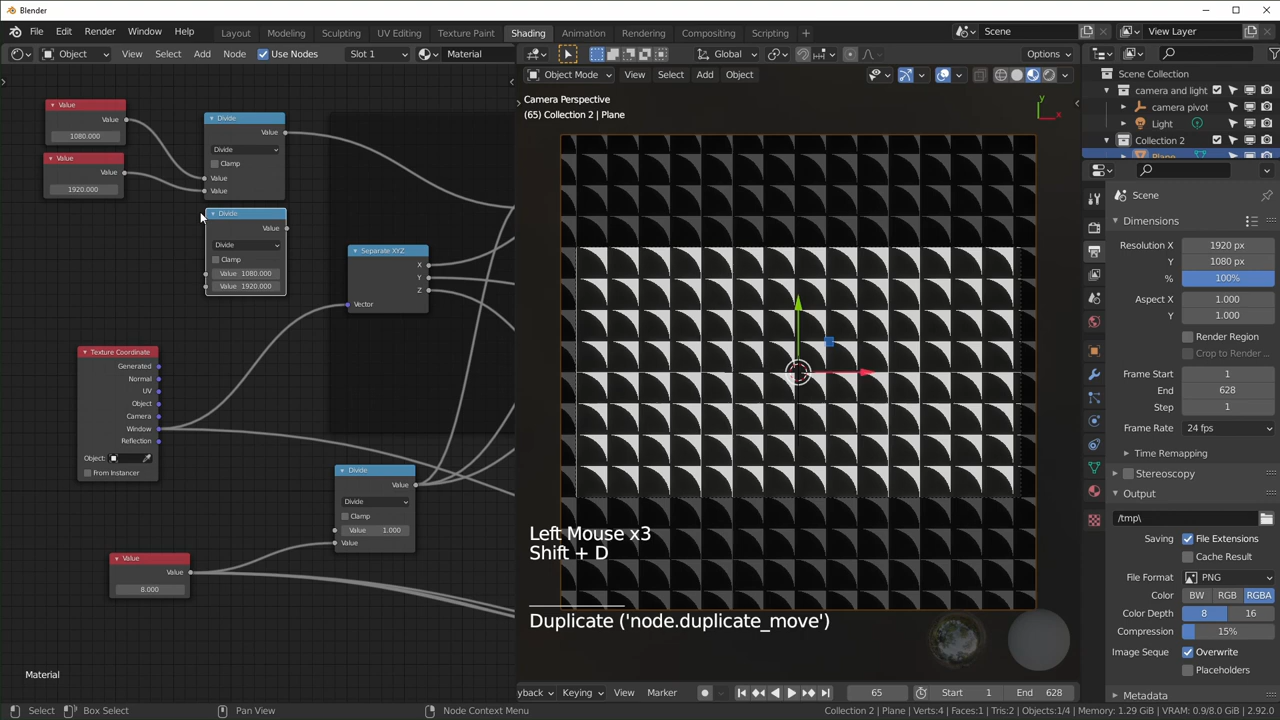 Blender
File Edit Render Window Help
Layout Modeling Sculpting UV Editing Texture Paint Shading Animation Rendering Compositing Scripting +
Scene
View Layer
Object View Select Add Node Use Nodes Slot 1 Material
Global
Options
Object Mode View Select Add Object
Camera Perspective
(65) Collection 2 | Plane
y
x
Value
Value
1080.000
Value
Value
1920.000
Divide
Value
Divide
Clamp
Value
Value
Divide
Value
Divide
Clamp
Value 1080.000
Value 1920.000
Separate XYZ
X
Y
Z
Vector
Texture Coordinate
Generated
Normal
UV
Object
Camera
Window
Reflection
Object:
From Instancer
Divide
Value
Divide
Clamp
Value 1.000
Value
Value
Value
8.000
Material
Left Mouse x3
Shift + D
Duplicate ('node.duplicate_move')
yback Keying View Marker 65 Start 1 End 628
Scene Collection
camera and light
camera pivot
Light
Collection 2
Plane
Scene
Dimensions
Resolution X 1920 px
Y 1080 px
% 100%
Aspect X 1.000
Y 1.000
Render Region
Crop to Render ...
Frame Start 1
End 628
Step 1
Frame Rate 24 fps
Time Remapping
Stereoscopy
Output
/tmp\
Saving File Extensions
Cache Result
File Format PNG
Color BW RGB RGBA
Color Depth 8 16
Compression 15%
Image Seque Overwrite
Placeholders
Metadata
Select Box Select Pan View Node Context Menu
Collection 2 | Plane | Verts:4 | Faces:1 | Tris:2 | Objects:1/4 | Memory: 1.29 GiB | VRAM: 0.9/8.0 GiB | 2.92.0